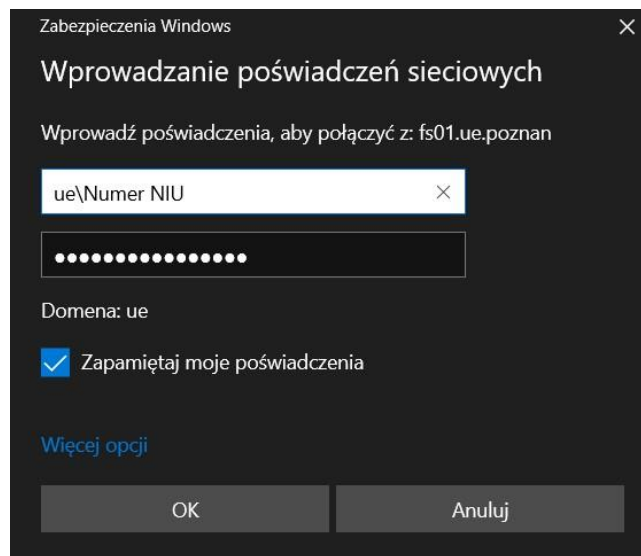 Zabezpieczenia Windows
Wprowadzanie poświadczeń sieciowych
Wprowadź poświadczenia, aby połączyć z: fs01.ue.poznan
ue\Numer NIU
●●●●●●●●●●●●●●●●
Domena: ue
Zapamiętaj moje poświadczenia
Więcej opcji
OK
Anuluj